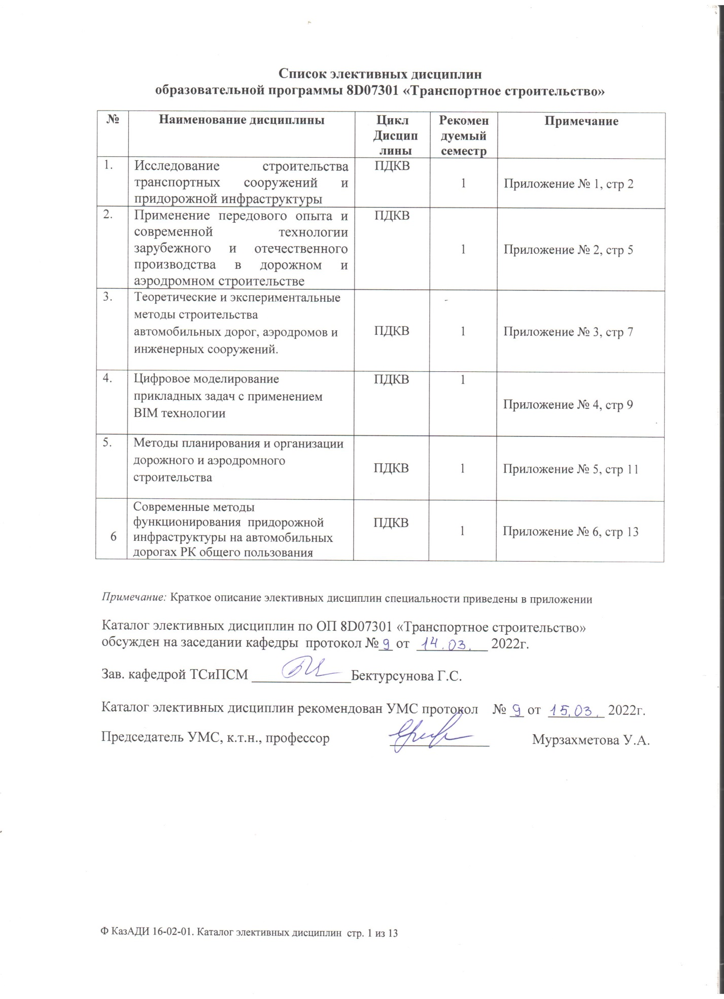 Список элективных дисциплин
образовательной программы 8D07301 «Транспортное строительство»
№ Наименование дисциплины Цикл Рекомен Примечание
Дисцип дуемый
лины семестр
1. Исследование строительства ПДКВ
транспортных сооружений и 1 Приложение № 1, стр 2
придорожной инфраструктуры
2. Применение передового опыта и ПДКВ
современной технологии
зарубежного и отечественного 1 Приложение № 2, стр 5
производства в дорожном и
аэродромном строительстве
3. Теоретические и экспериментальные
методы строительства
автомобильных дорог, аэродромов и ПДКВ 1 Приложение № 3, стр 7
инженерных сооружений.
4. Цифровое моделирование ПДКВ 1
прикладных задач с применением Приложение № 4, стр 9
BIM технологии
5. Методы планирования и организации
дорожного и аэродромного ПДКВ 1 Приложение № 5, стр 11
строительства
Современные методы
функционирования придорожной ПДКВ
6 инфраструктуры на автомобильных 1 Приложение № 6, стр 13
дорогах РК общего пользования
Примечание: Краткое описание элективных дисциплин специальности приведены в приложении
Каталог элективных дисциплин по ОП 8D07301 «Транспортное строительство»
обсужден на заседании кафедры протокол № 9 от 14.03. 2022г.
Зав. кафедрой ТСиПСМ ______________Бектурсунова Г.С.
Каталог элективных дисциплин рекомендован УМС протокол № 9 от 15.03. 2022г.
Председатель УМС, к.т.н., профессор ______________ Мурзахметова У.А.
Ф КазАДИ 16-02-01. Каталог элективных дисциплин стр. 1 из 13